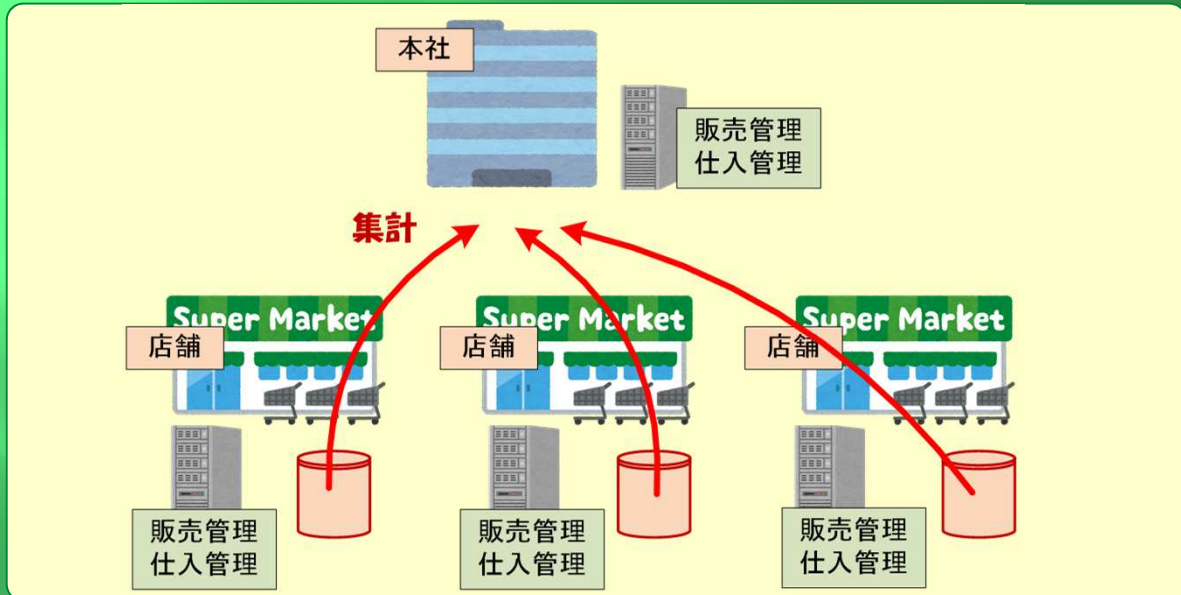 本社
販売管理
仕入管理
集計
Super Market
Super Market
Super Market
店舗
店舗
店舗
販売管理
仕入管理
販売管理
仕入管理
販売管理
仕入管理